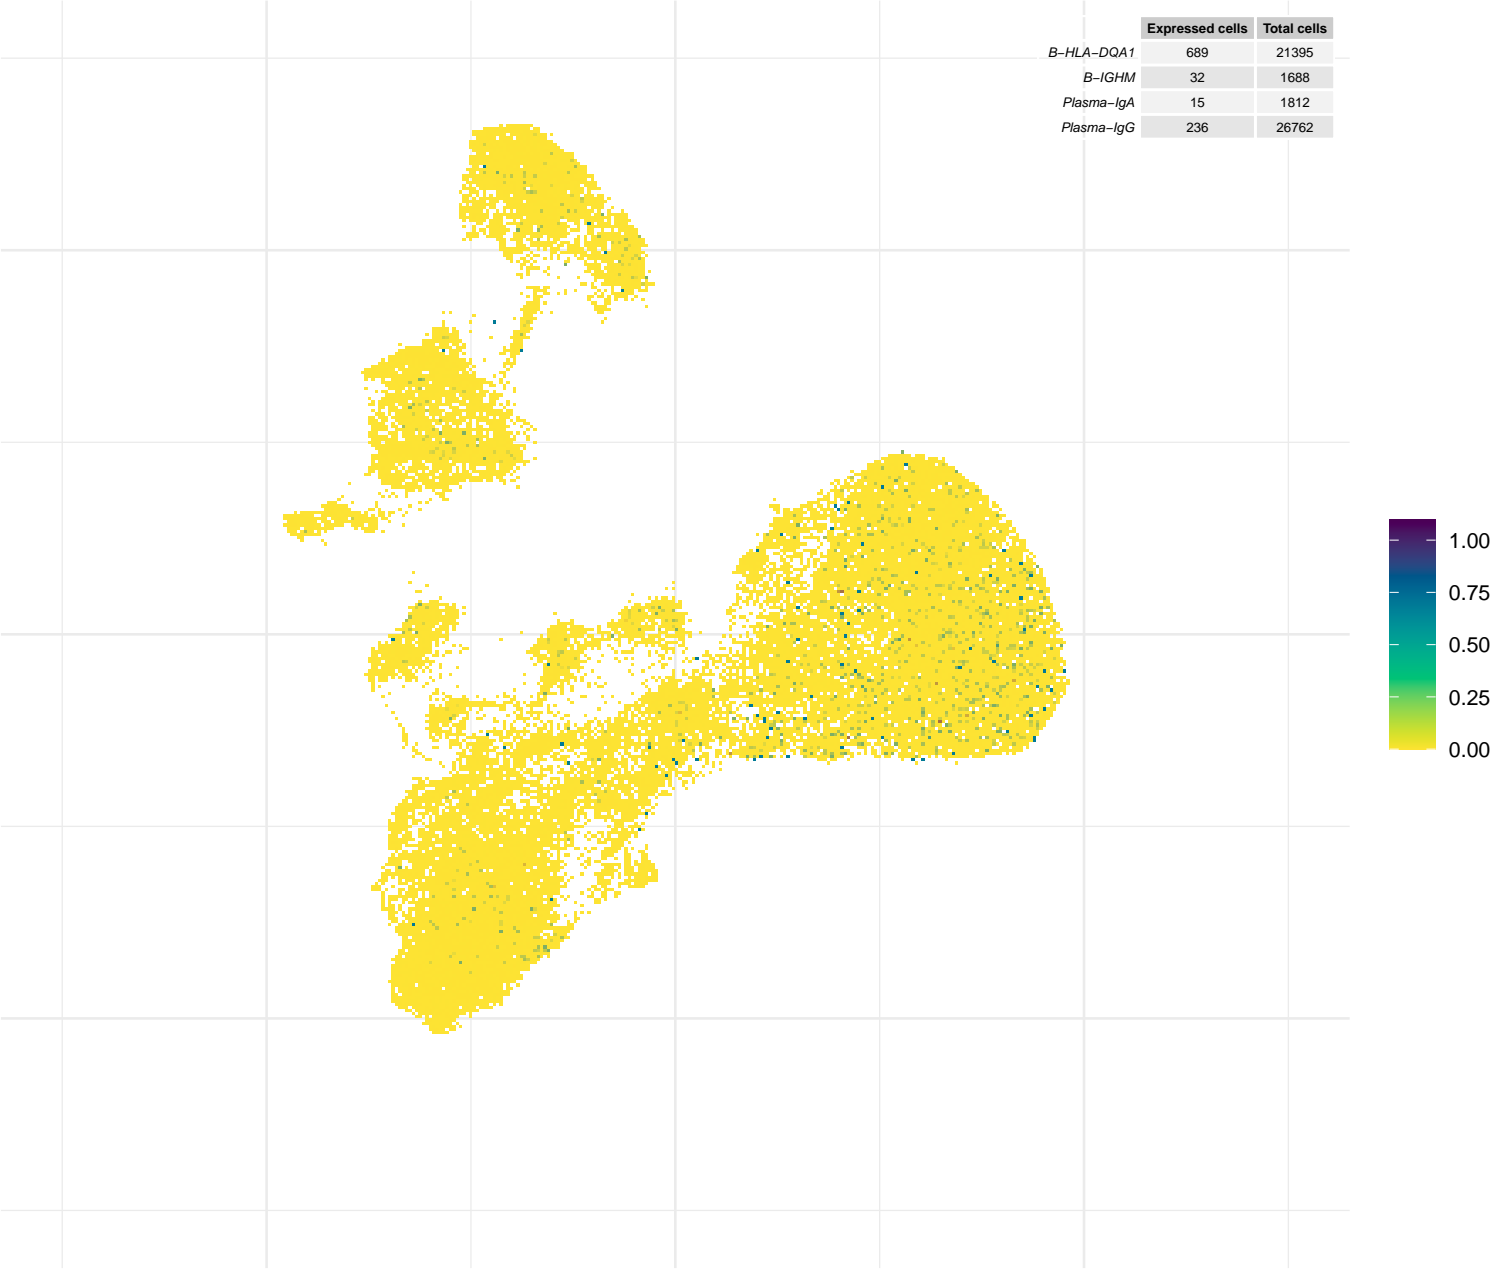 Expressed cells Total cells
B−HLA−DQA1 689 21395
B−IGHM 32 1688
Plasma−IgA 15 1812
Plasma−IgG 236 26762
1.00
0.75
0.50
0.25
0.00